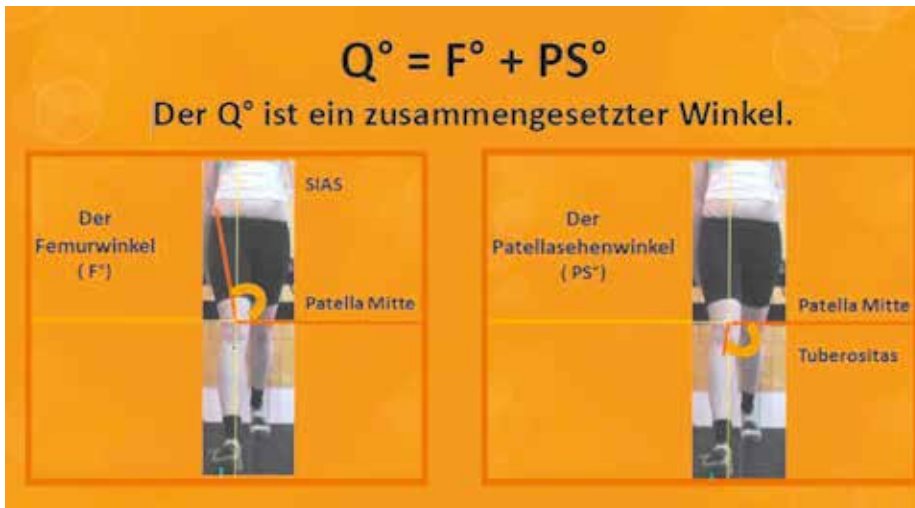 Q° = F° + PS°
Der Q° ist ein zusammengesetzter Winkel.
SIAS
Der
Femurwinkel
( F°)
Patella Mitte
Der
Patellasehenwinkel
( PS°)
Patella Mitte
Tuberositas